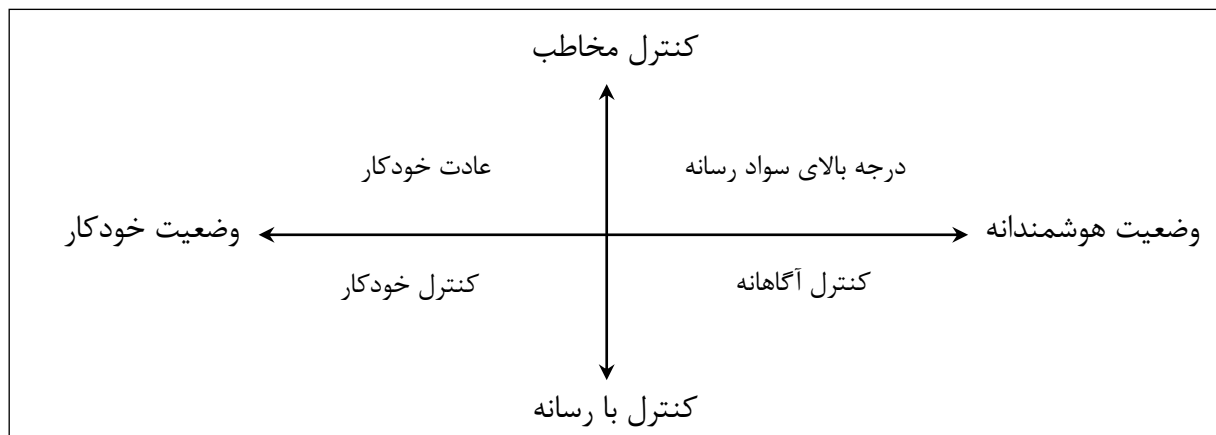 کنترل مخاطب
درجه بالای سواد رسانه
عادت خودکار
وضعیت هوشمندانه
وضعیت خودکار
کنترل آگاهانه
کنترل خودکار
کنترل با رسانه